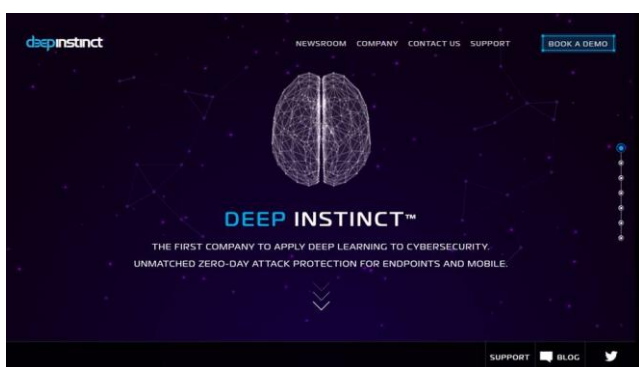 deepinstinct
NEWSROOM COMPANY CONTACT US SUPPORT BOOK A DEMO
DEEP INSTINCT™
THE FIRST COMPANY TO APPLY DEEP LEARNING TO CYBERSECURITY.
UNMATCHED ZERO-DAY ATTACK PROTECTION FOR ENDPOINTS AND MOBILE.
SUPPORT BLOG